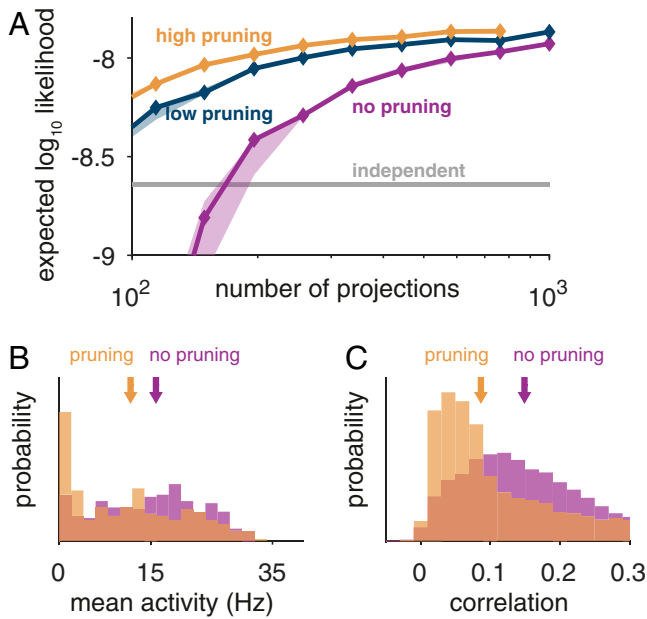 A
high pruning
low pruning
no pruning
independent
expected log10 likelihood
-8
-8.5
-9
10^2
number of projections
10^3
B
pruning
no pruning
probability
0
15
35
mean activity (Hz)
C
pruning
no pruning
probability
0
0.1
0.2
0.3
correlation